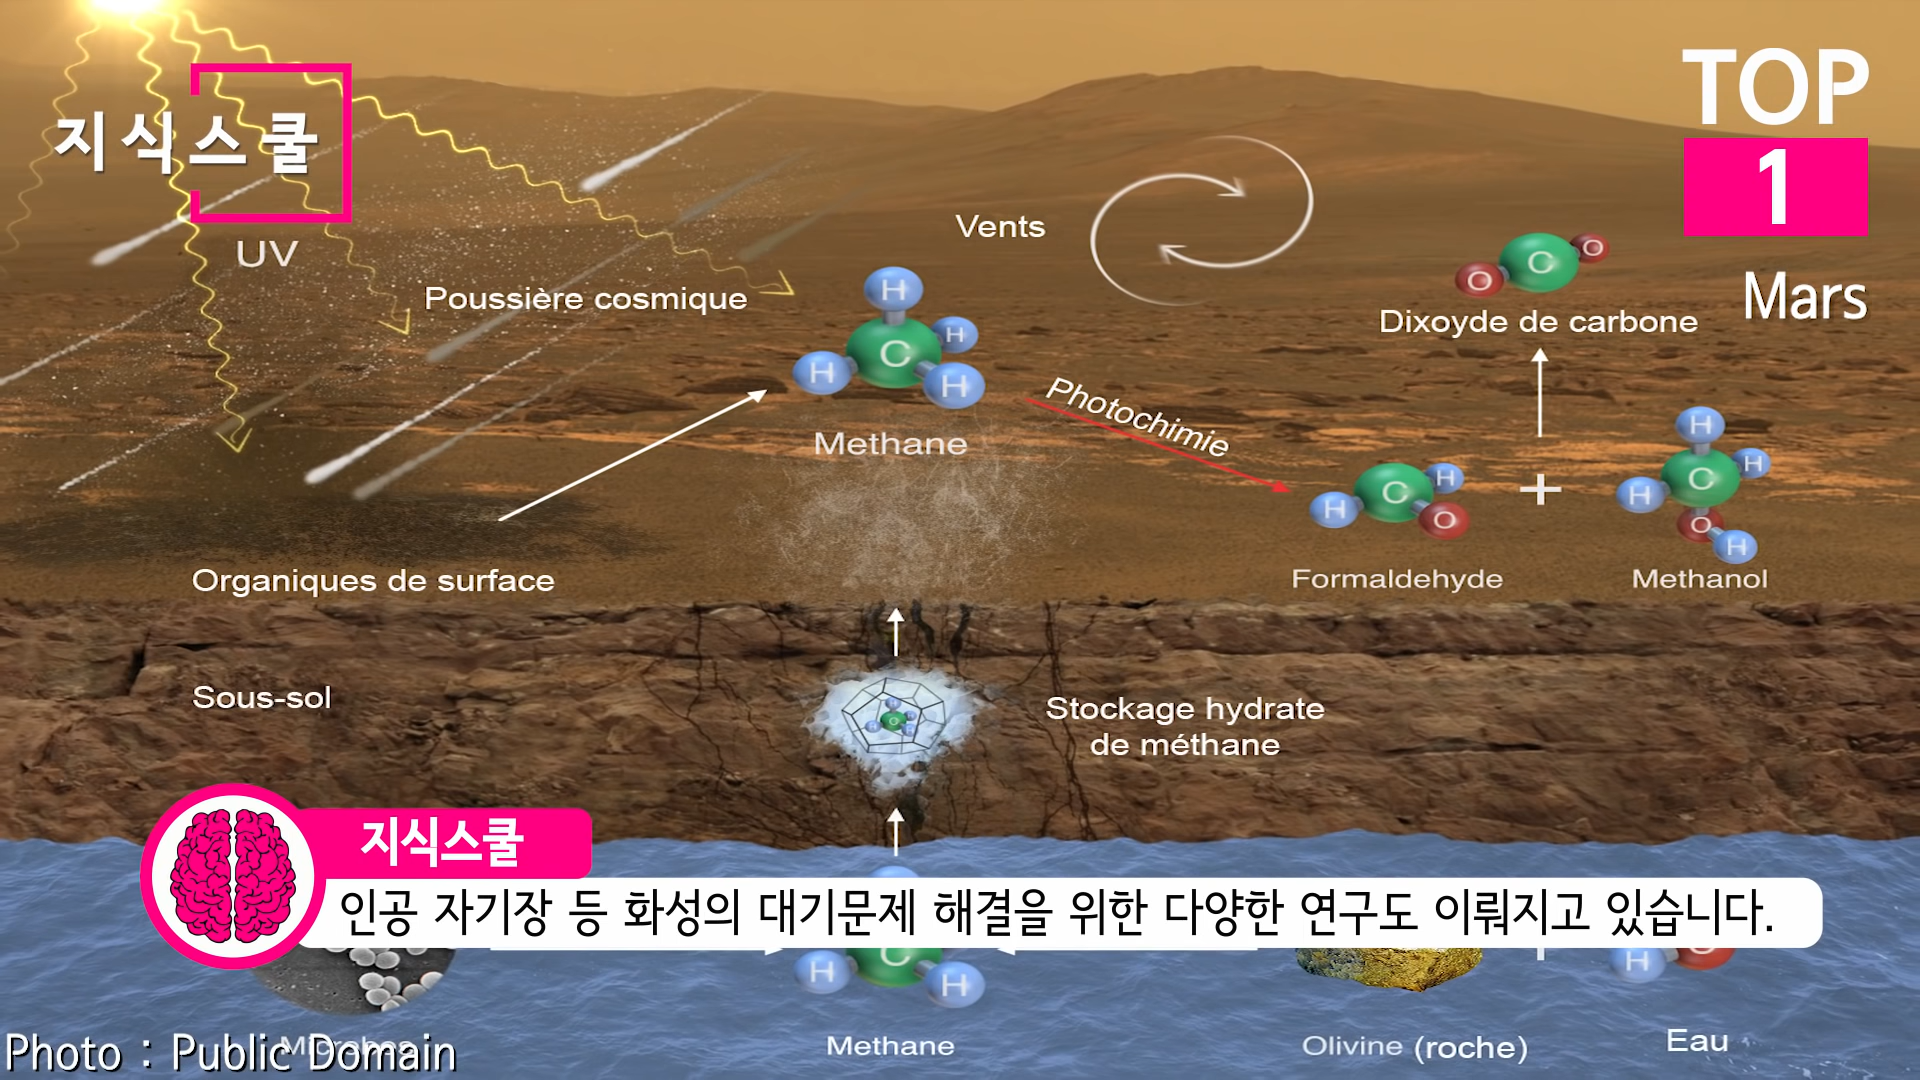 지식스쿨
TOP
1
Mars
UV
Poussière cosmique
Vents
H
H
H
H
C
Methane
O
C
O
Dixoyde de carbone
Photochimie
H
C
H
O
Formaldehyde
+
H
H
C
H
O
H
Methanol
Organiques de surface
Sous-sol
Stockage hydrate
de méthane
지식스쿨
인공 자기장 등 화성의 대기문제 해결을 위한 다양한 연구도 이뤄지고 있습니다.
H
C
H
H
Photo : Public Domain
Microbes
Methane
Olivine (roche)
Eau